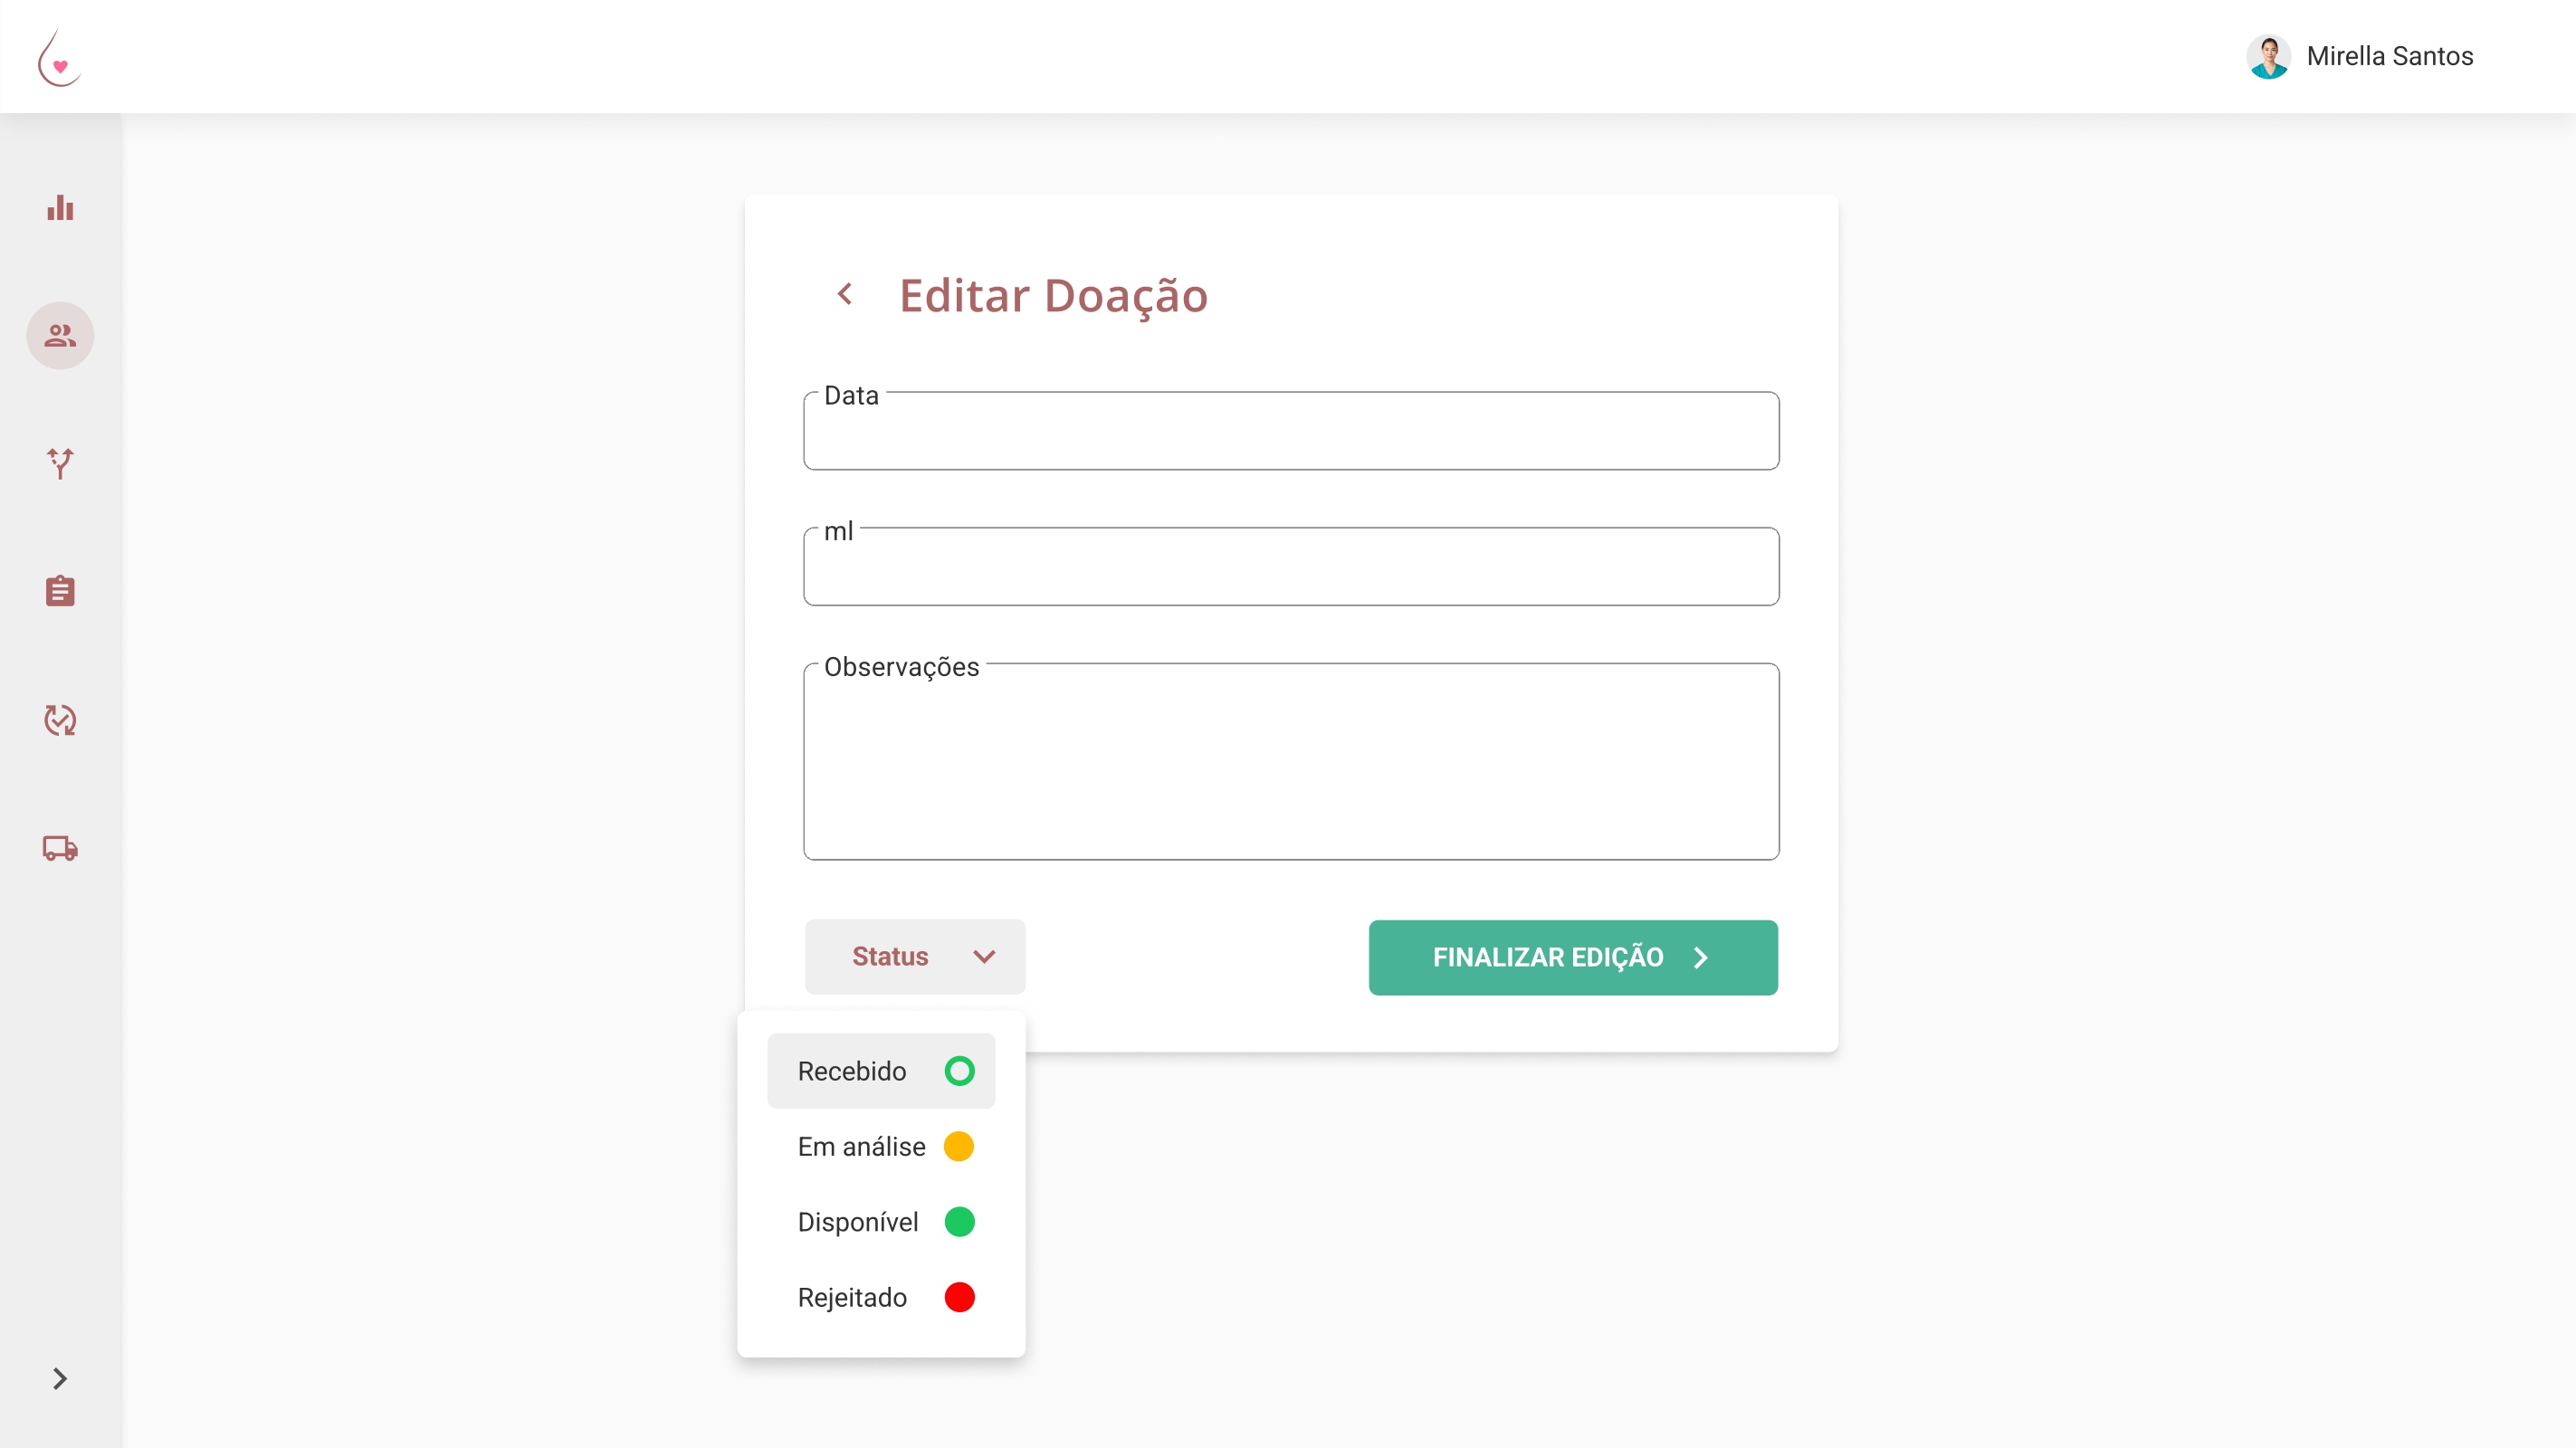 Mirella Santos
Editar Doação
Data
ml
Observações
Status
FINALIZAR EDIÇÃO
Recebido
Em análise
Disponível
Rejeitado